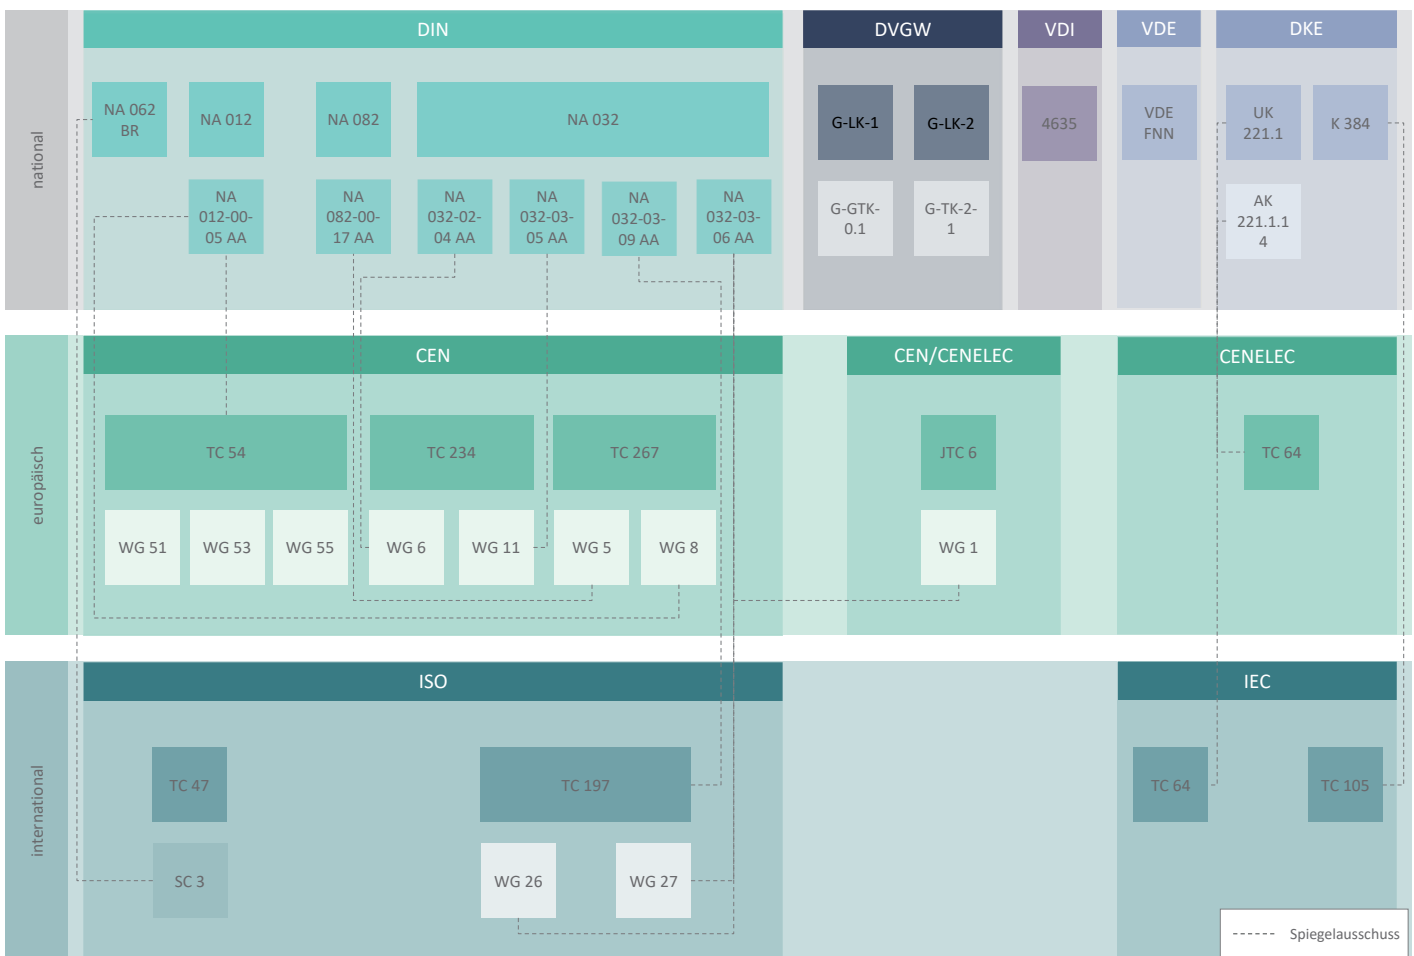 national
DIN
DVGW
VDI
VDE
DKE
NA 062
BR
NA 012
NA 082
NA 032
G-LK-1
G-LK-2
4635
VDE
FNN
UK
221.1
K 384
NA
012-00-
05 AA
NA
082-00-
17 AA
NA
032-02-
04 AA
NA
032-03-
05 AA
NA
032-03-
09 AA
NA
032-03-
06 AA
G-GTK-
0.1
G-TK-2-
1
AK
221.1.1
4
europäisch
CEN
CEN/CENELEC
CENELEC
TC 54
TC 234
TC 267
JTC 6
TC 64
WG 51
WG 53
WG 55
WG 6
WG 11
WG 5
WG 8
WG 1
international
ISO
IEC
TC 47
TC 197
TC 64
TC 105
SC 3
WG 26
WG 27
Spiegelausschuss